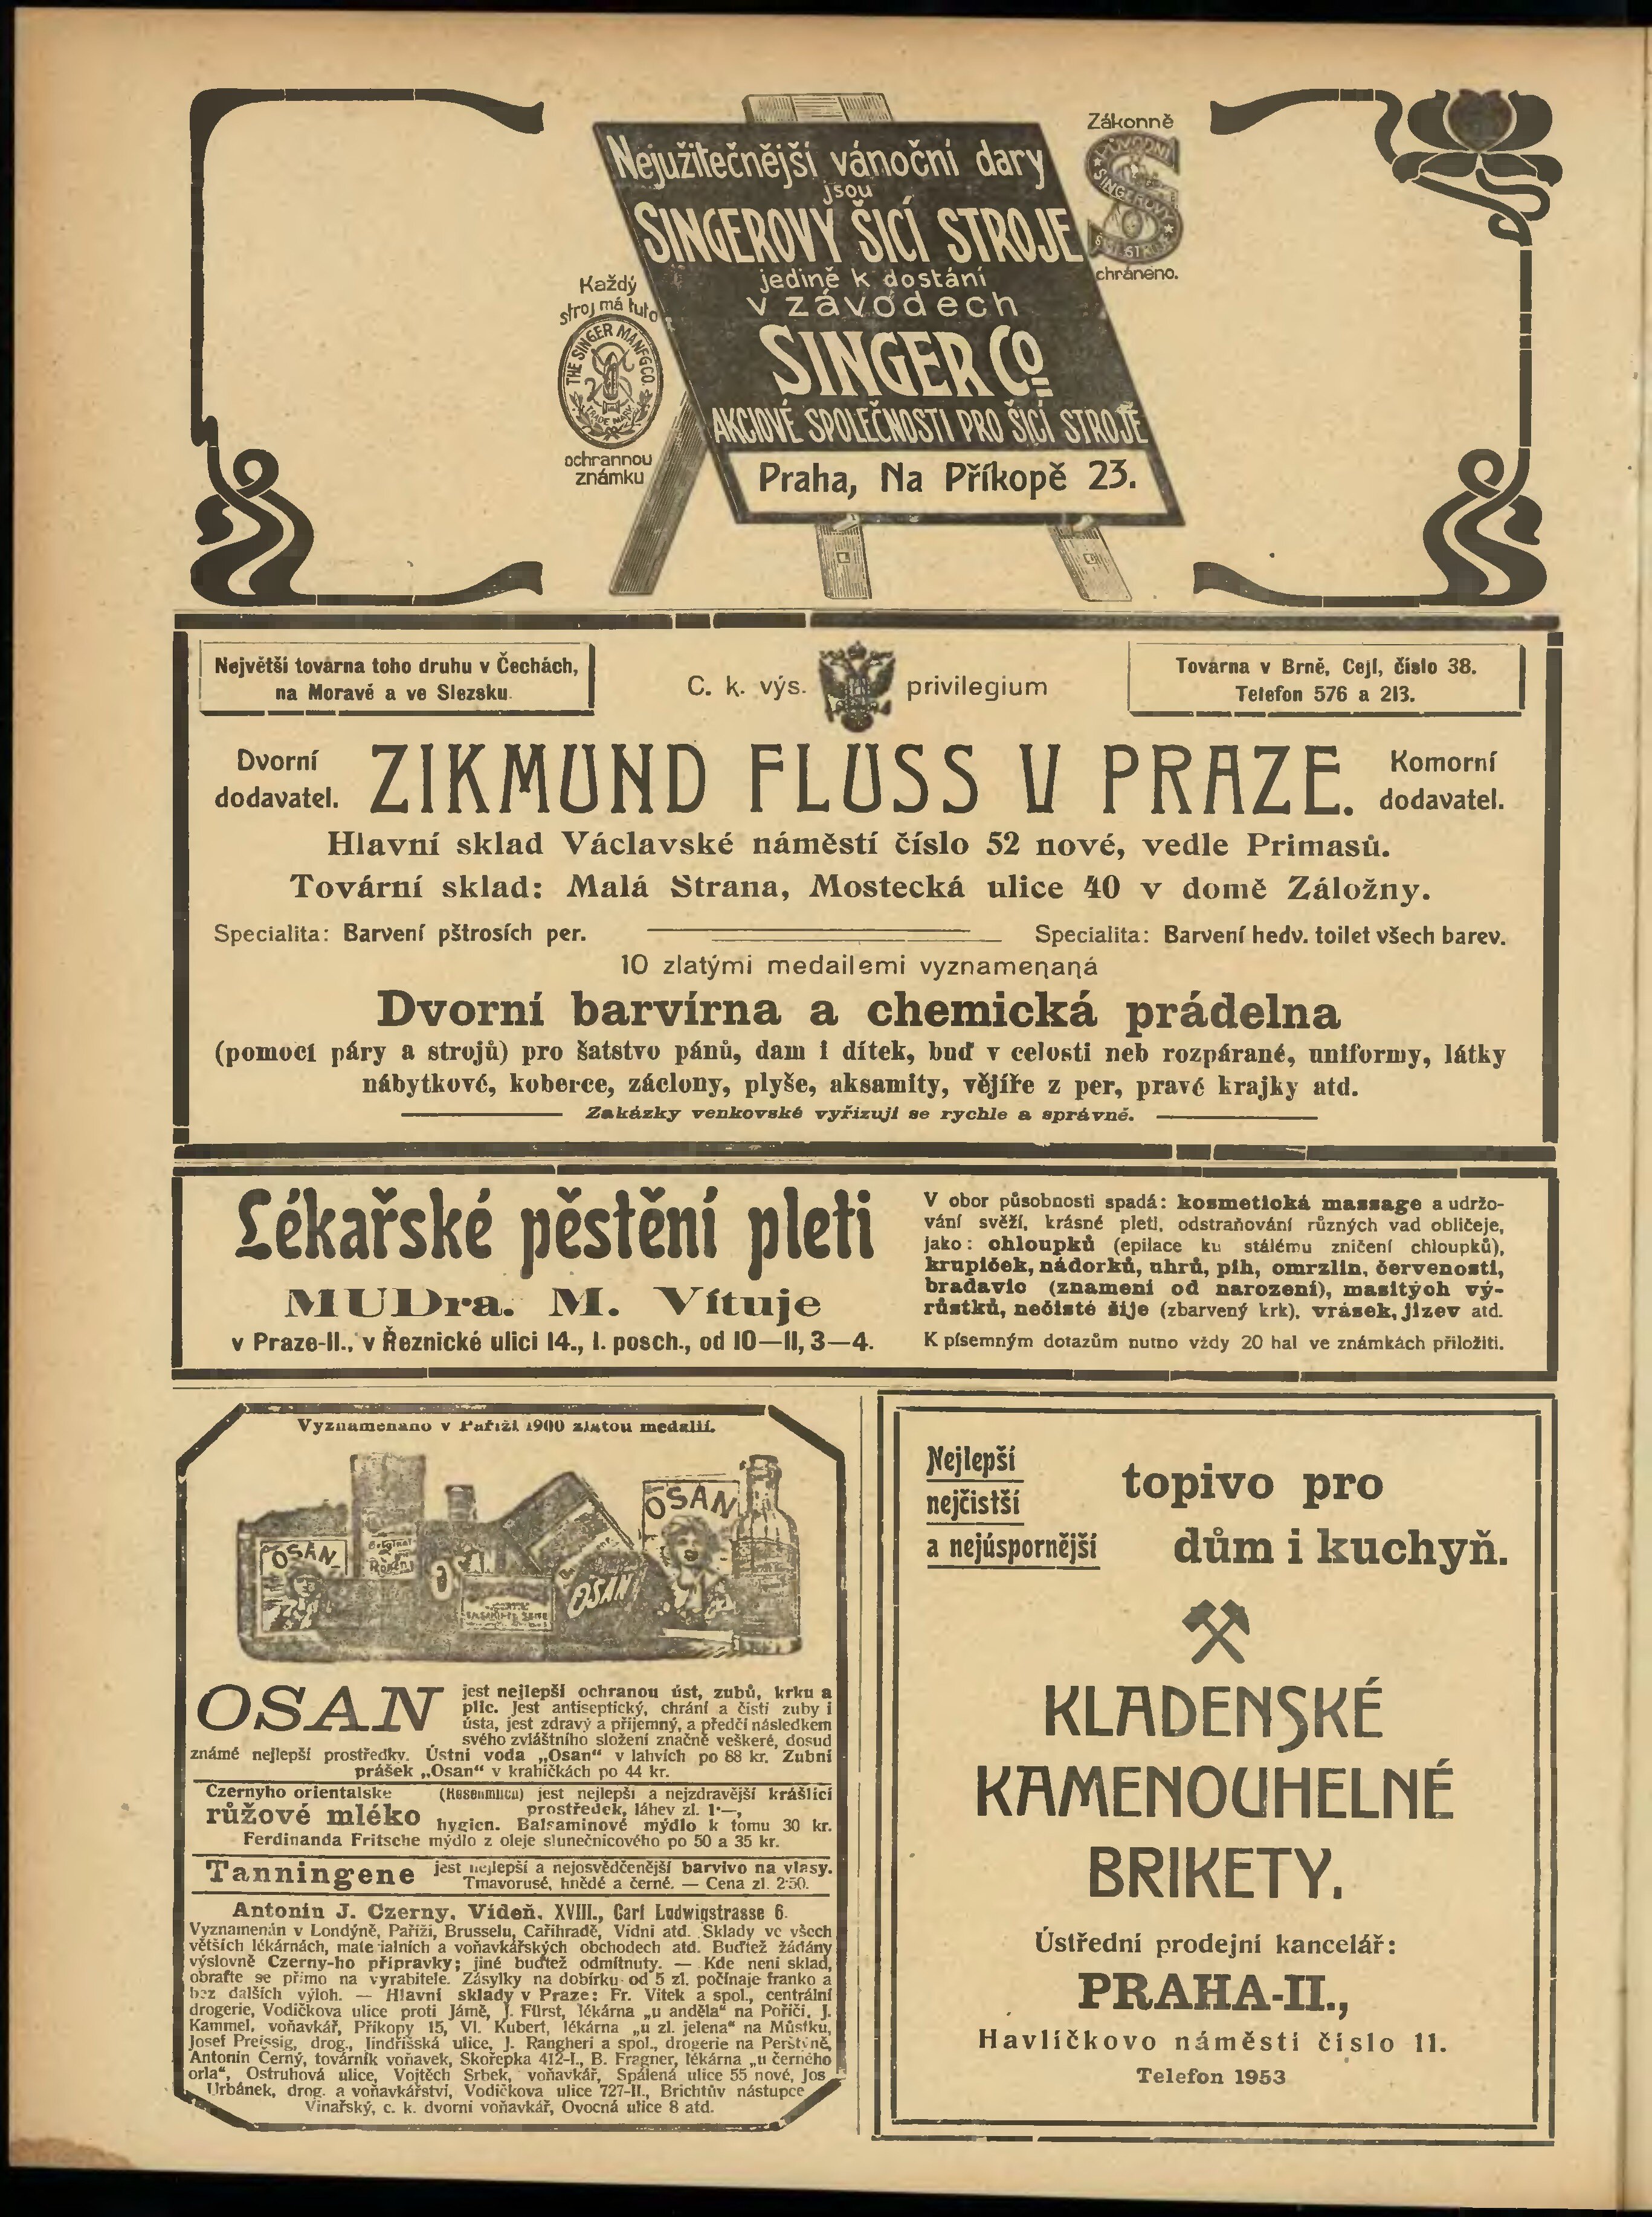 Nejužitečnější vánoční dary
jsou
SINGEROVY ŠICÍ STROJE
jedině k dostání
v závodech
SINGER Co
AKCIOVÉ SPOLEČNOSTI PRO ŠICÍ STROJE
Praha, Na Příkopě 23.
Zákonně
PŮVODNÍ
SINGEROVY
ŠICÍ STROJE
chráněno.
Každý
stroj má tuto
THE SINGER MANFG CO.
TRADE MARK
ochrannou
známku
Největší továrna toho druhu v Čechách,
na Moravě a ve Slezsku.
C. k. výs. privilegium
Továrna v Brně, Cejl, číslo 38.
Telefon 576 a 213.
Dvorní
dodavatel.
ZIKMUND FLUSS V PRAZE.
Komorní
dodavatel.
Hlavní sklad Václavské náměstí číslo 52 nové, vedle Primasů.
Tovární sklad: Malá Strana, Mostecká ulice 40 v domě Záložny.
Specialita: Barvení pštrosích per.
Specialita: Barvení hedv. toilet všech barev.
10 zlatými medailemi vyznamenaná
Dvorní barvírna a chemická prádelna
(pomocí páry a strojů) pro šatstvo pánů, dam i dítek, buď v celosti neb rozpárané, uniformy, látky
nábytkové, koberce, záclony, plyše, aksamity, vějíře z per, pravé krajky atd.
Zakázky venkovské vyřizují se rychle a správně.
Lékařské pěstění pleti
MUDra. M. Vítuje
v Praze-II., v Řeznické ulici 14., I. posch., od 10—11, 3—4.
V obor působnosti spadá: kosmetická massage a udržo-
vání svěží, krásné pleti, odstraňování různých vad obličeje,
jako: chloupků (epilace ku stálému zničení chloupků),
krupiček, nádorků, uhrů, pih, omrzlin, červenosti,
bradavic (znamení od narození), masitých vý-
růstků, nečisté šije (zbarvený krk), vrásek, jizev atd.
K písemným dotazům nutno vždy 20 hal ve známkách přiložiti.
Vyznamenáno v Paříži 1900 zlatou medalií.
OSAN
OSAN
OSAN
OSAN jest nejlepší ochranou úst, zubů, krku a
plic. Jest antiseptický, chrání a čistí zuby i
ústa, jest zdravý a příjemný, a předčí následkem
svého zvláštního složení značně veškeré, dosud
známé nejlepší prostředky. Ústní voda „Osan“ v lahvích po 88 kr. Zubní
prášek „Osan“ v krabičkách po 44 kr.
Czernyho orientalske
růžové mléko
(Rosenmilch) jest nejlepší a nejzdravější krášlicí
prostředek, láhev zl. 1·—,
hygien. Balsaminové mýdlo k tomu 30 kr.
Ferdinanda Fritsche mýdlo z oleje slunečnicového po 50 a 35 kr.
Tanningene jest nejlepší a nejosvědčenější barvivo na vlasy.
Tmavorusé, hnědé a černé. — Cena zl. 2·50.
Antonín J. Czerny, Vídeň, XVIII., Carl Ludwigstrasse 6.
Vyznamenán v Londýně, Paříži, Brusselu, Cařihradě, Vídni atd. Sklady ve všech
větších lékárnách, mate ialních a voňavkářských obchodech atd. Buďtež žádány
výslovně Czerny-ho přípravky; jiné buďtež odmítnuty. — Kde není sklad,
obraťte se přímo na vyrabitele. Zásylky na dobírku od 5 zl. počínaje franko a
bez dalších výloh. — Hlavní sklady v Praze: Fr. Vitek a spol., centrální
drogerie, Vodičkova ulice proti Jámě, J. Fürst, lékárna „u anděla“ na Poříčí, J.
Kammel, voňavkář, Příkopy 15, Vl. Kubert, lékárna „u zl. jelena“ na Můstku,
Josef Preissig, drog., Jindřišská ulice, J. Rangheri a spol., drogerie na Perštýně,
Antonín Černý, továrník voňavek, Skořepka 412-I., B. Fragner, lékárna „u černého
orla“, Ostruhová ulice, Vojtěch Srbek, voňavkář, Spálená ulice 55 nové, Jos
Urbánek, drog. a voňavkářství, Vodičkova ulice 727-II., Brichtův nástupce
Vinařský, c. k. dvorní voňavkář, Ovocná ulice 8 atd.
Nejlepší
nejčistší
a nejúspornější
topivo pro
dům i kuchyň.
KLADENSKÉ
KAMENOUHELNÉ
BRIKETY.
Ústřední prodejní kancelář:
PRAHA-II.,
Havlíčkovo náměstí číslo 11.
Telefon 1953